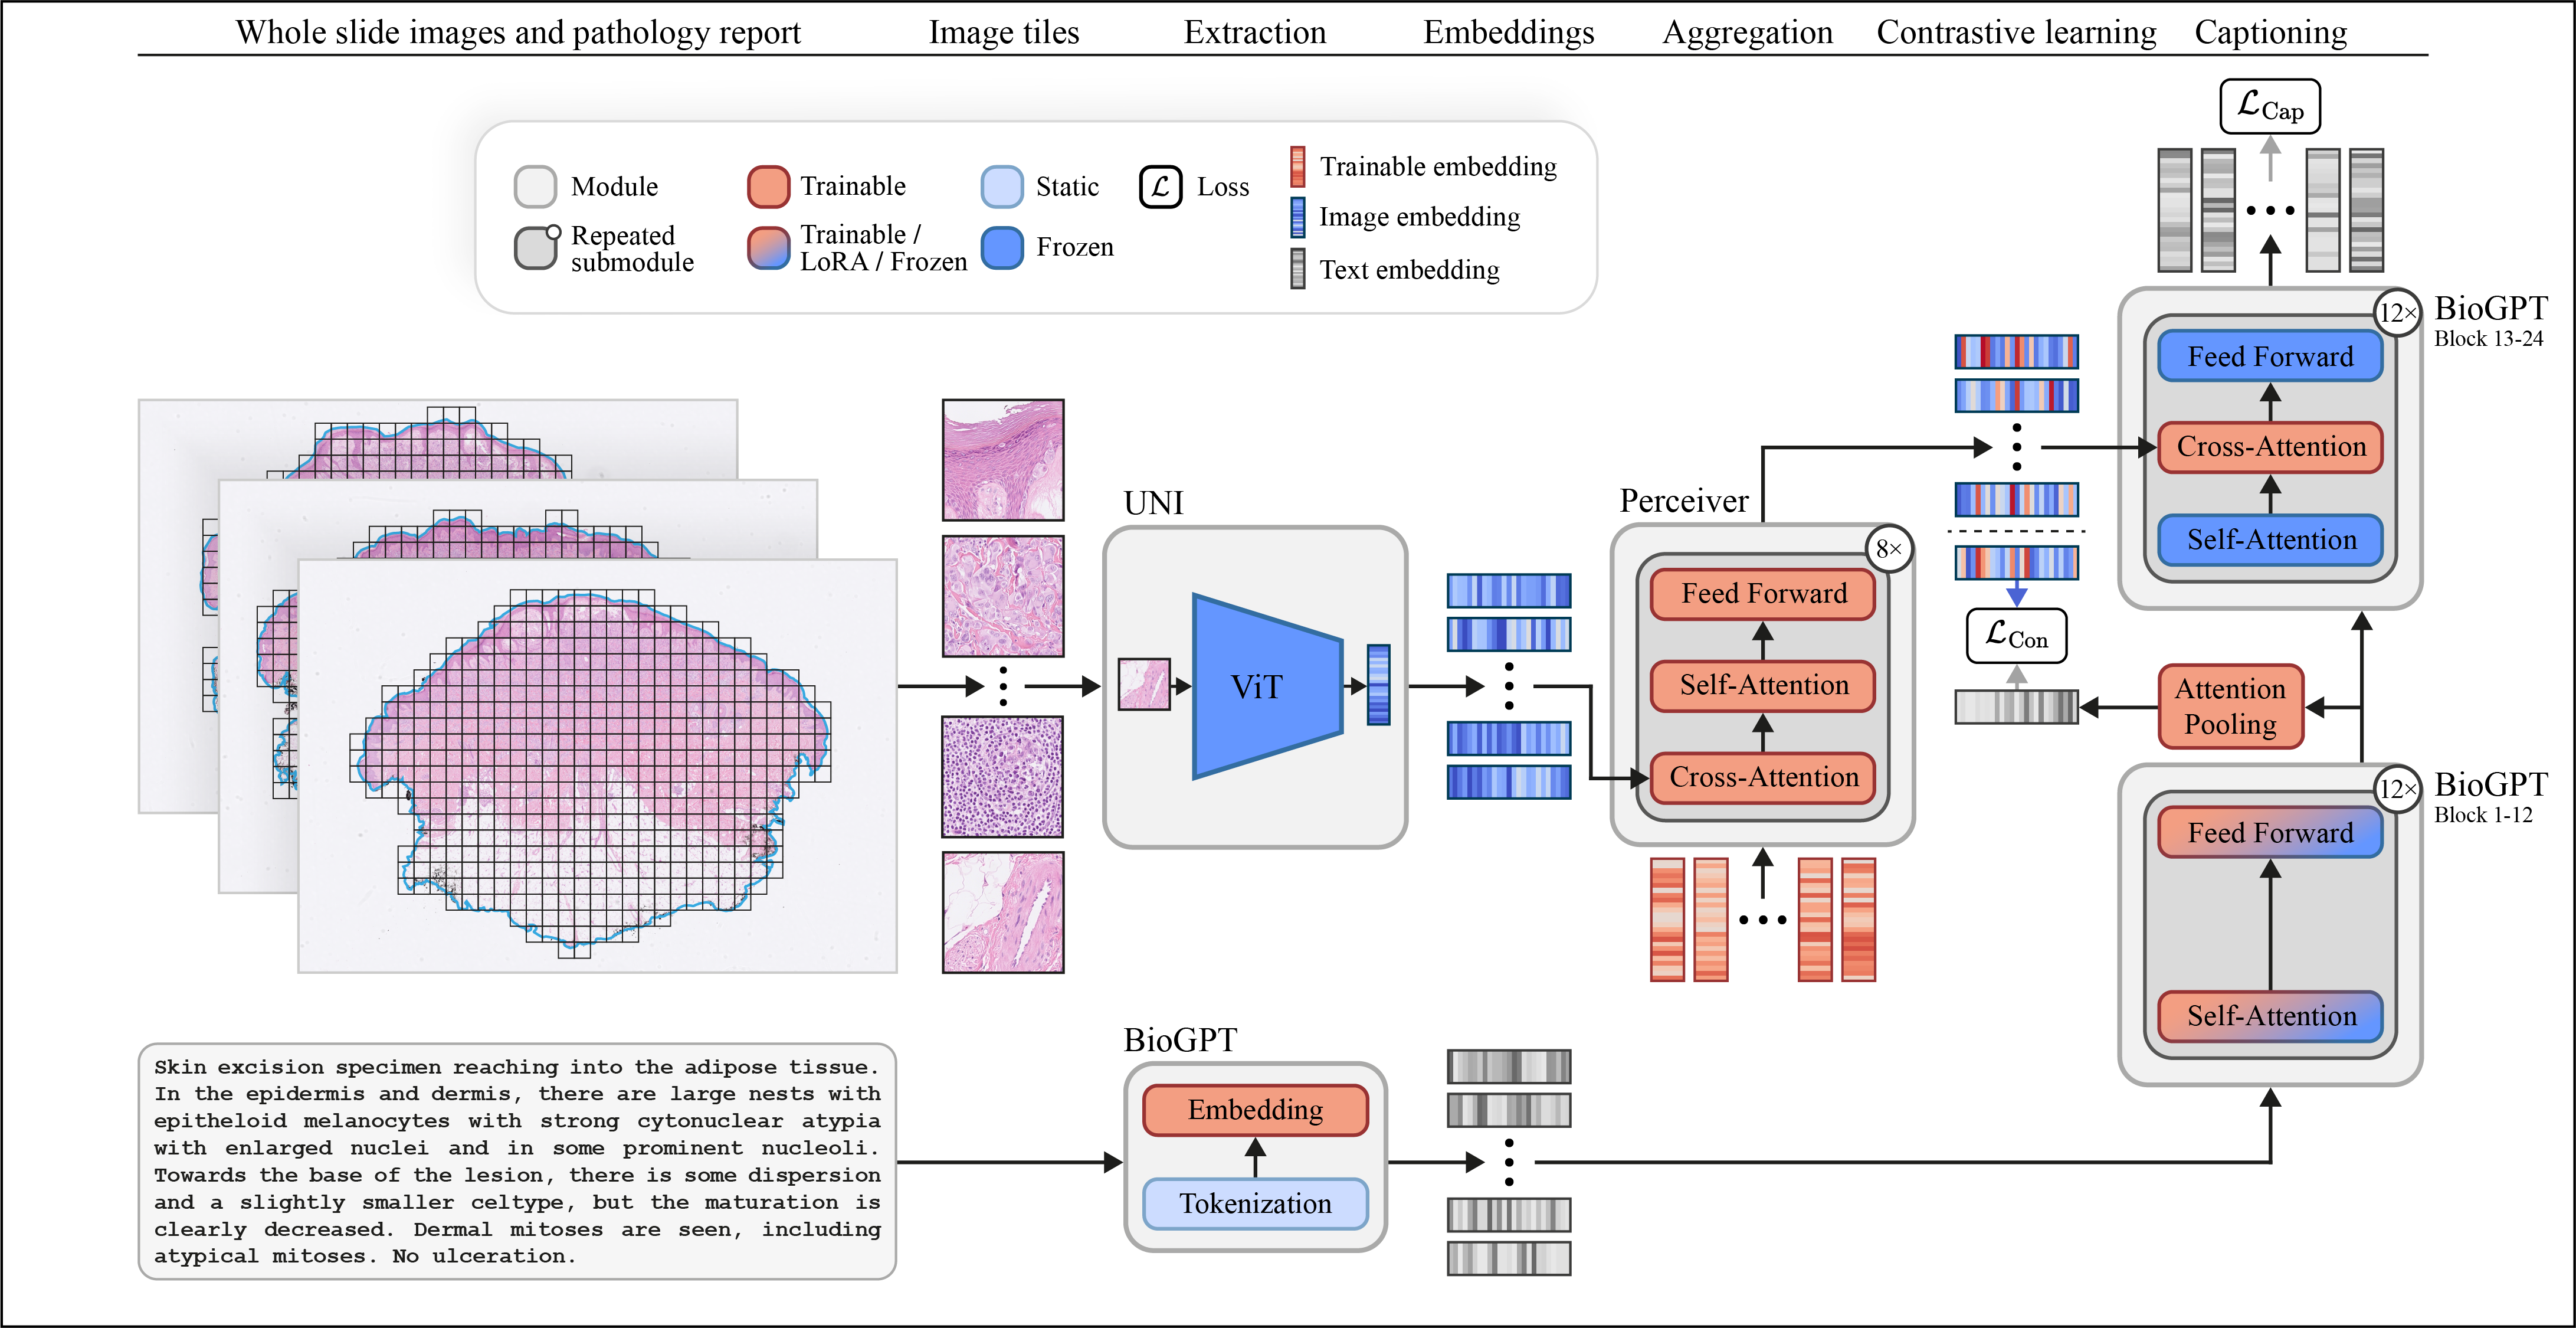 Whole slide images and pathology report
Image tiles
Extraction
Embeddings
Aggregation
Contrastive learning
Captioning
Module
Repeated
submodule
Trainable
Trainable /
LoRA / Frozen
Static
Frozen
ℒ
Loss
Trainable embedding
Image embedding
Text embedding
ℒCap
12×
BioGPT
Block 13-24
Feed Forward
Cross-Attention
Self-Attention
UNI
ViT
Perceiver
8×
Feed Forward
Self-Attention
Cross-Attention
ℒCon
Attention
Pooling
12×
BioGPT
Block 1-12
Feed Forward
Self-Attention
Skin excision specimen reaching into the adipose tissue.
In the epidermis and dermis, there are large nests with
epitheloid melanocytes with strong cytonuclear atypia
with enlarged nuclei and in some prominent nucleoli.
Towards the base of the lesion, there is some dispersion
and a slightly smaller celtype, but the maturation is
clearly decreased. Dermal mitoses are seen, including
atypical mitoses. No ulceration.
BioGPT
Embedding
Tokenization